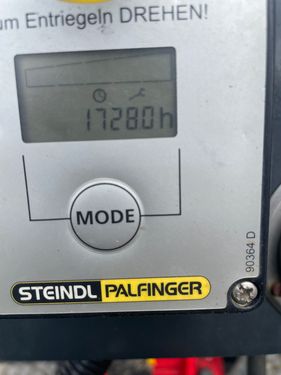 um Entriegeln DREHEN!
17280h
MODE
90364 D
STEINDL PALFINGER